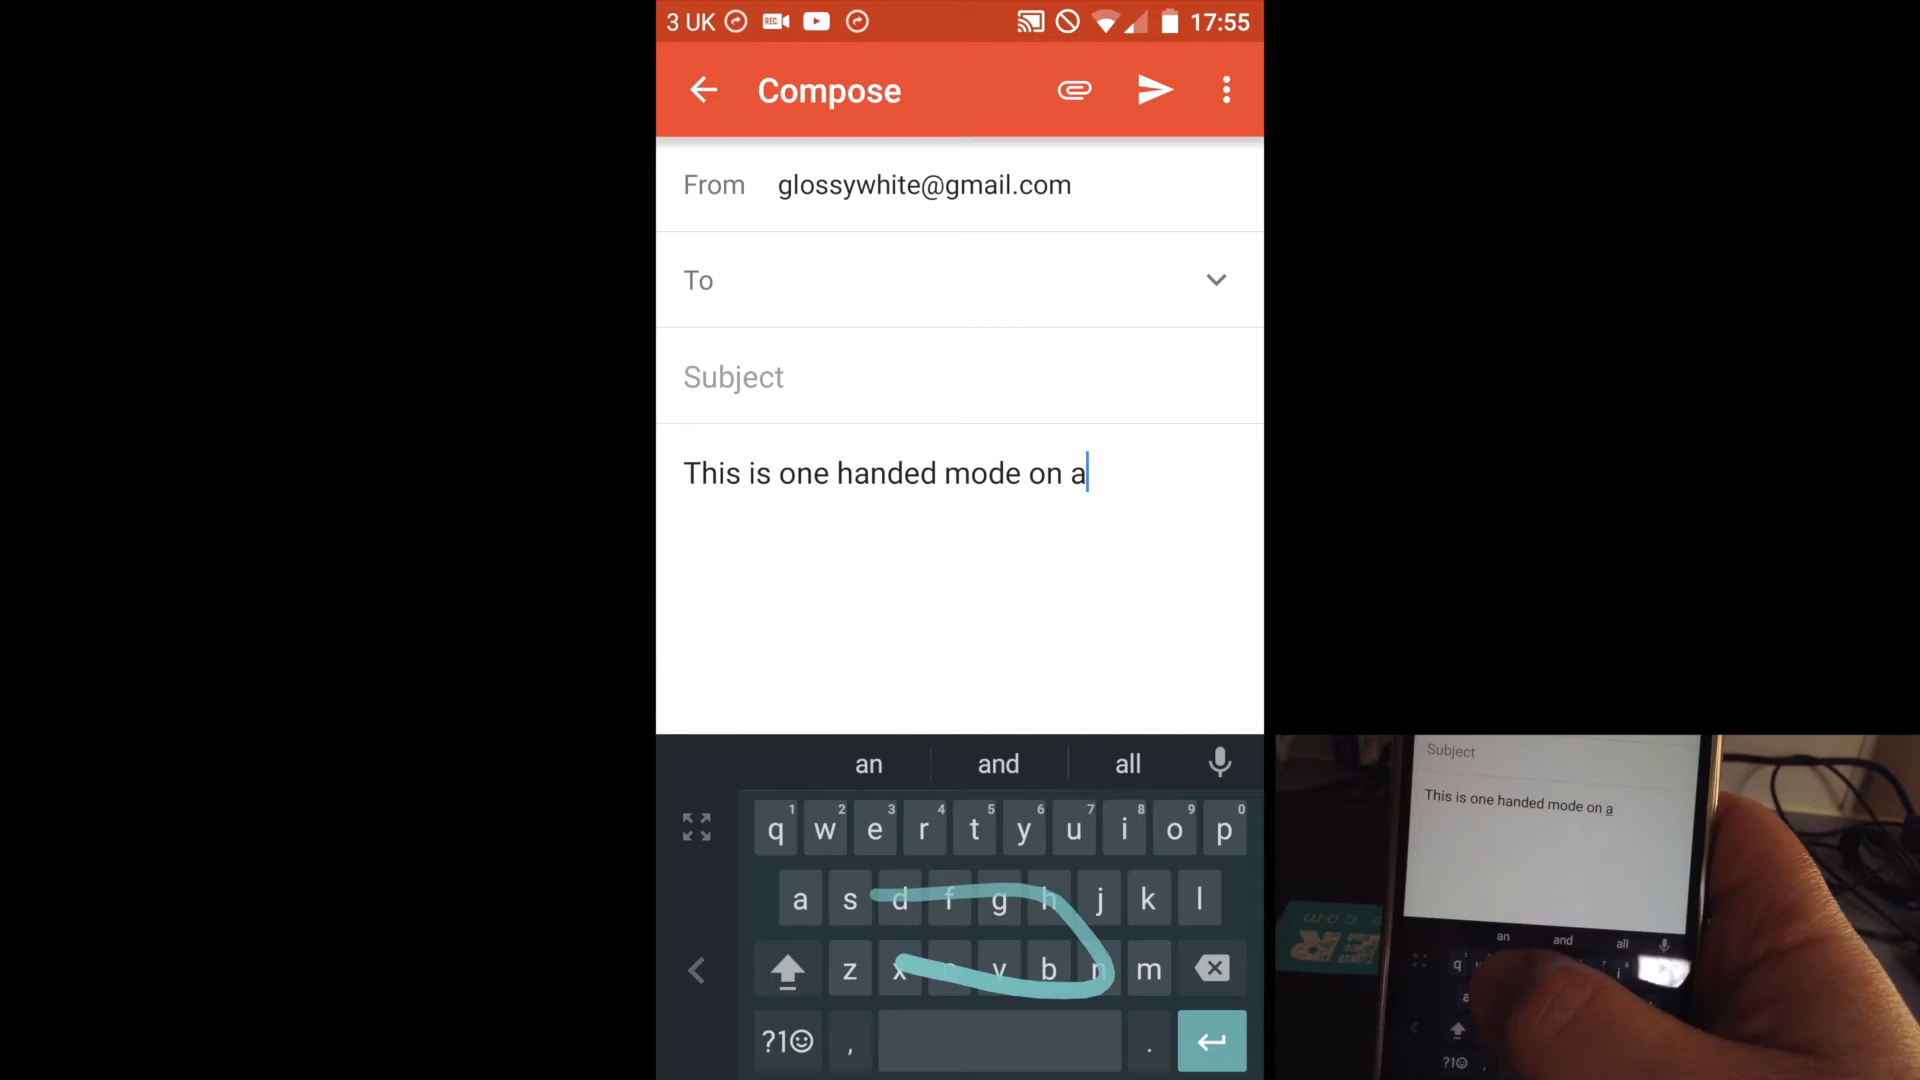 3 UK REC 17:55
Compose
From glossywhite@gmail.com
To
Subject
This is one handed mode on a
an and all
1 2 3 4 5 6 7 8 9 0
q w e r t y u i o p
a s d f g h j k l
z x v b n m
?1☺ , .
Subject
This is one handed mode on a
an and all
q i
a
?1☺ ,